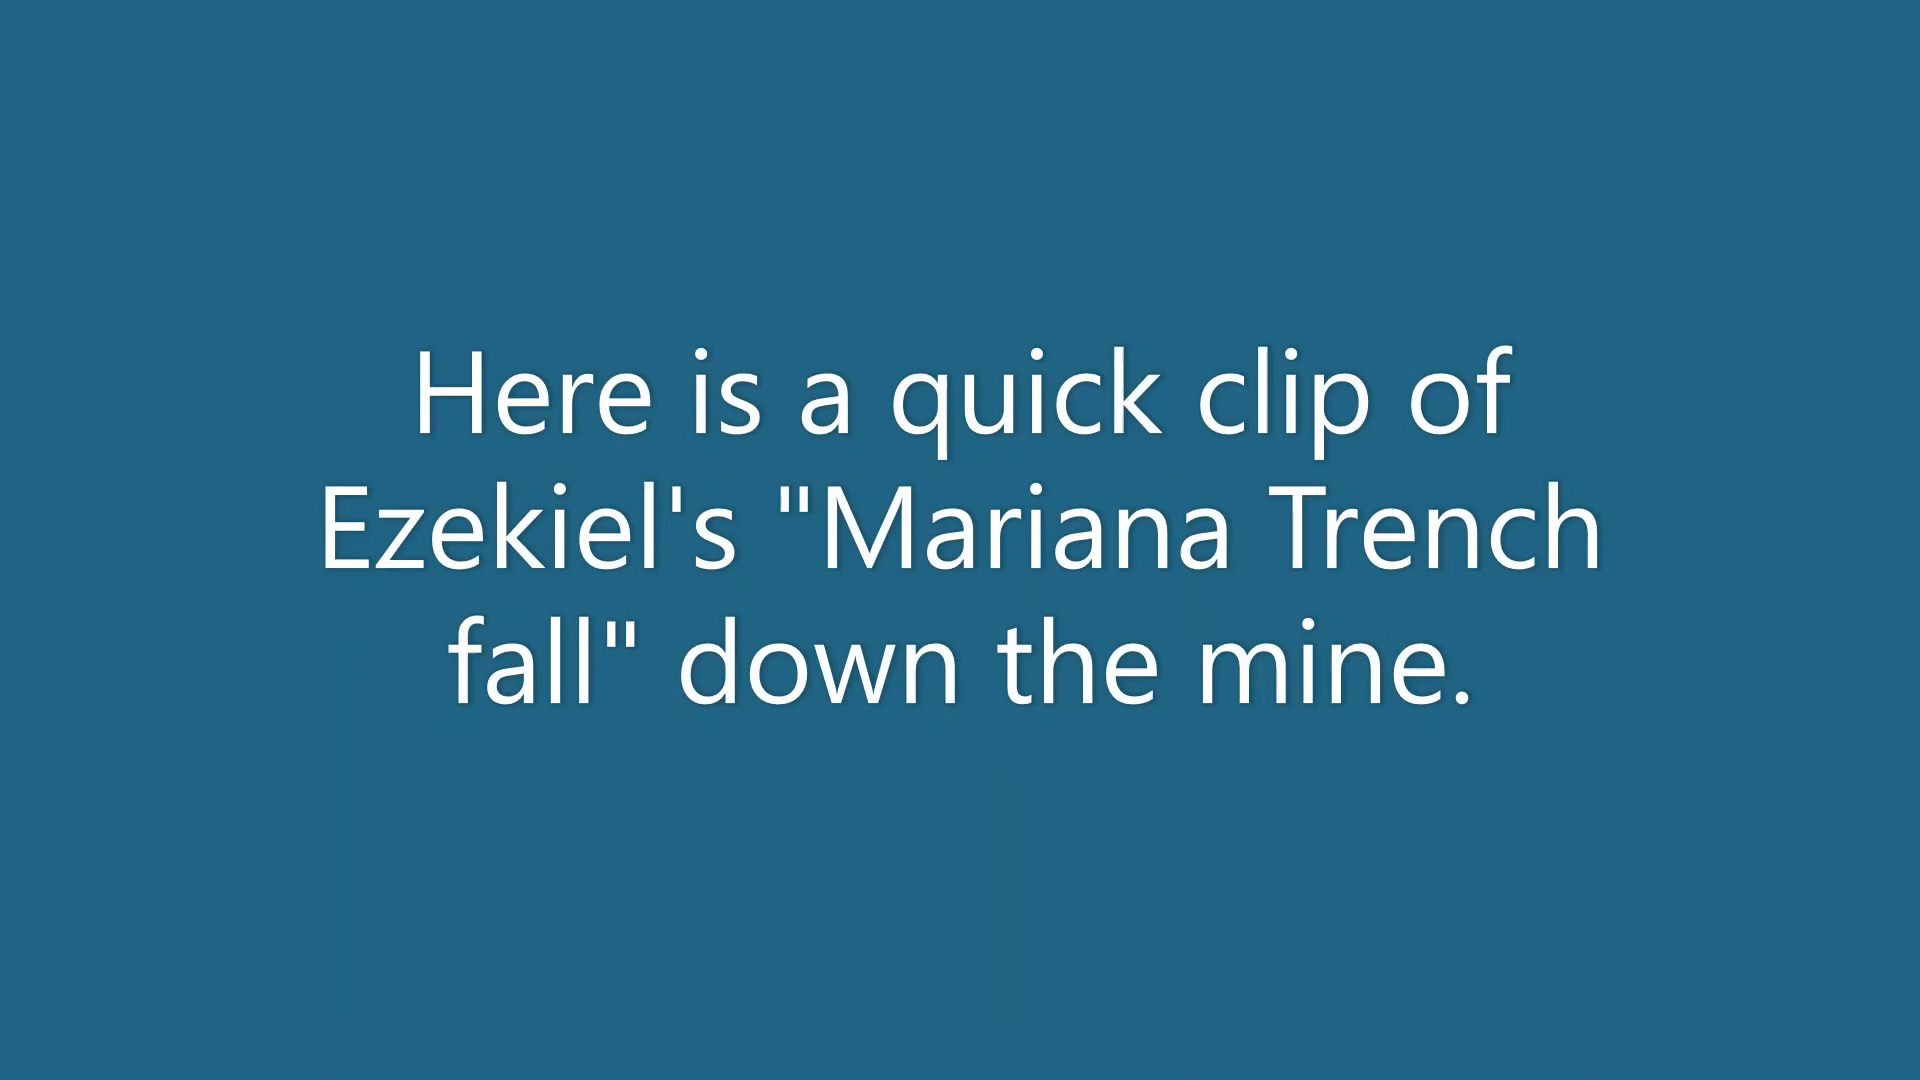 Here is a quick clip of
Ezekiel's "Mariana Trench
fall" down the mine.